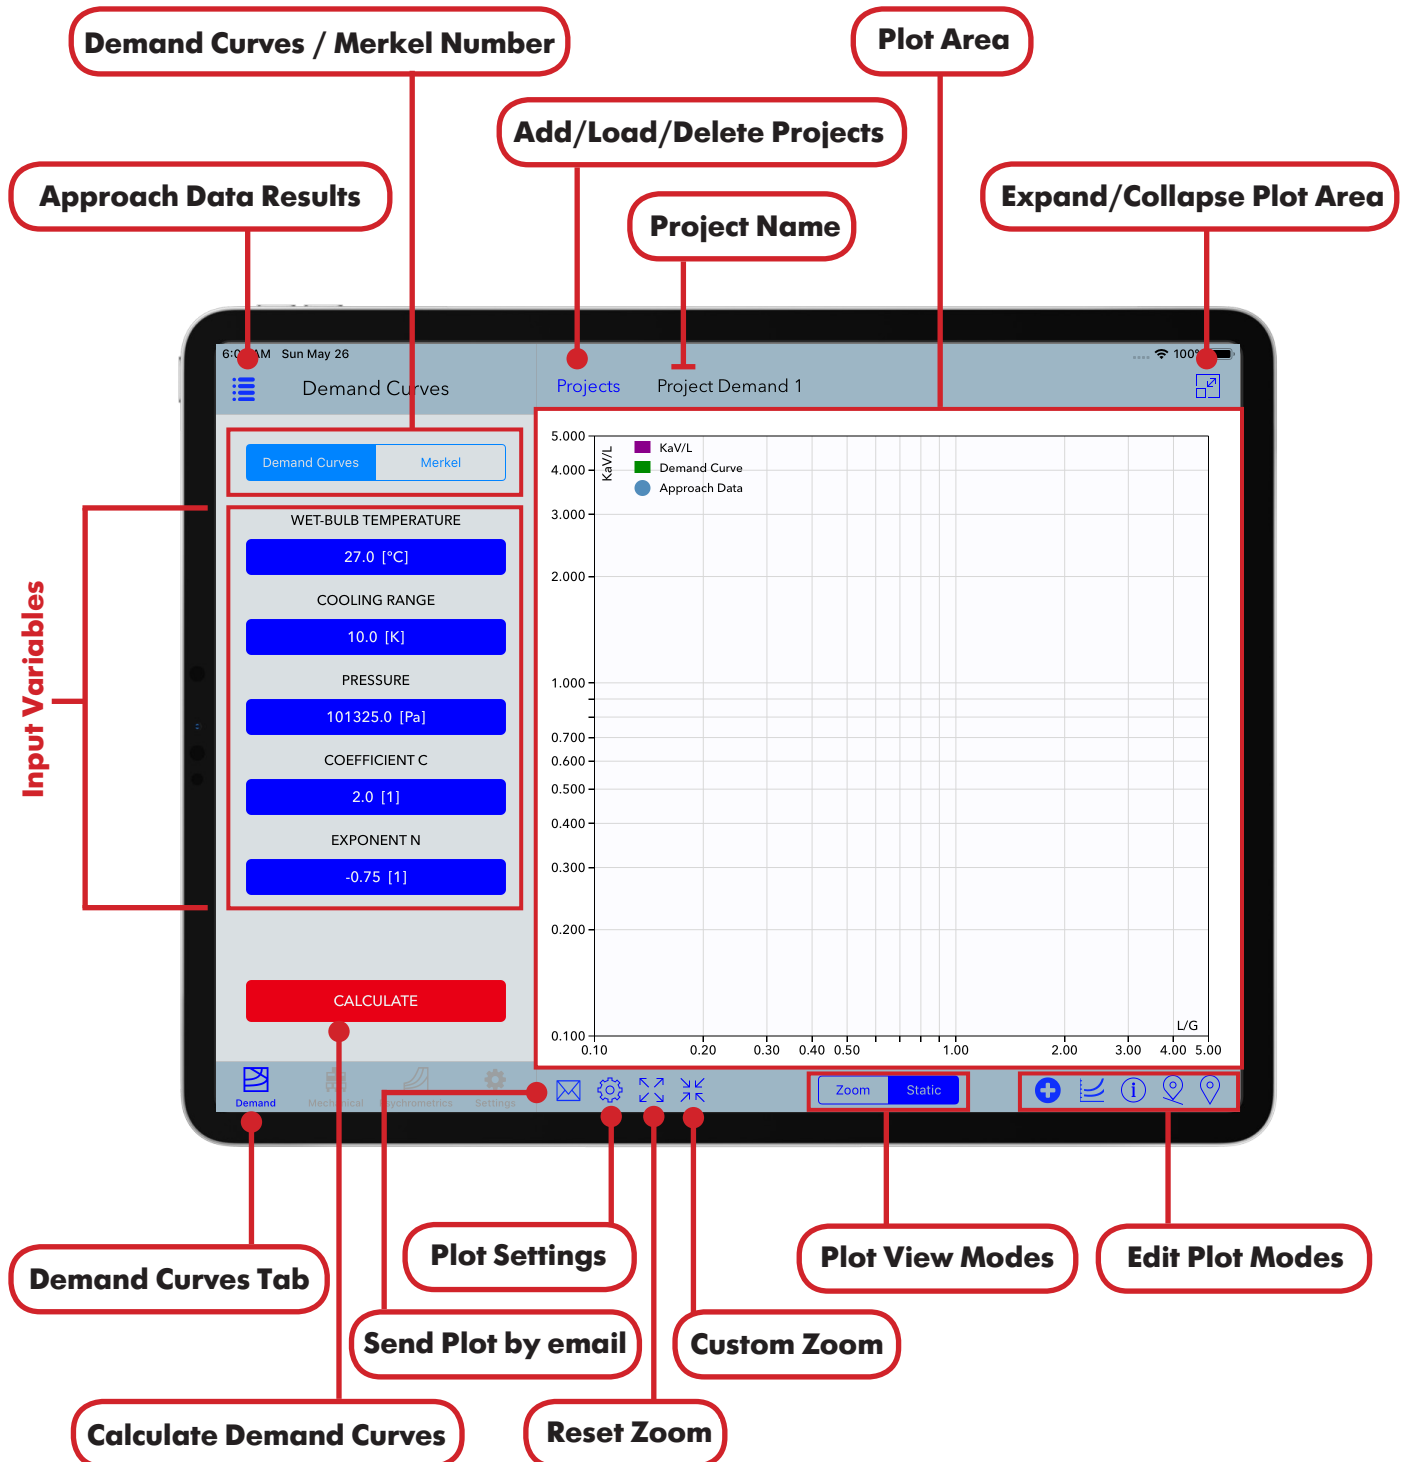 Demand Curves / Merkel Number
Plot Area
Add/Load/Delete Projects
Approach Data Results
Project Name
Expand/Collapse Plot Area
Sun May 26
100%
Demand Curves
Projects
Project Demand 1
Demand Curves
Merkel
WET-BULB TEMPERATURE
27.0 [°C]
COOLING RANGE
10.0 [K]
PRESSURE
101325.0 [Pa]
COEFFICIENT C
2.0 [1]
EXPONENT N
-0.75 [1]
CALCULATE
Input Variables
KaV/L
KaV/L
Demand Curve
Approach Data
5.000
4.000
3.000
2.000
1.000
0.700
0.600
0.500
0.400
0.300
0.200
0.100
L/G
0.10
0.20
0.30
0.40
0.50
1.00
2.00
3.00
4.00
5.00
Demand
Mechanical
Psychrometrics
Settings
Zoom
Static
Plot Settings
Plot View Modes
Edit Plot Modes
Demand Curves Tab
Send Plot by email
Custom Zoom
Calculate Demand Curves
Reset Zoom